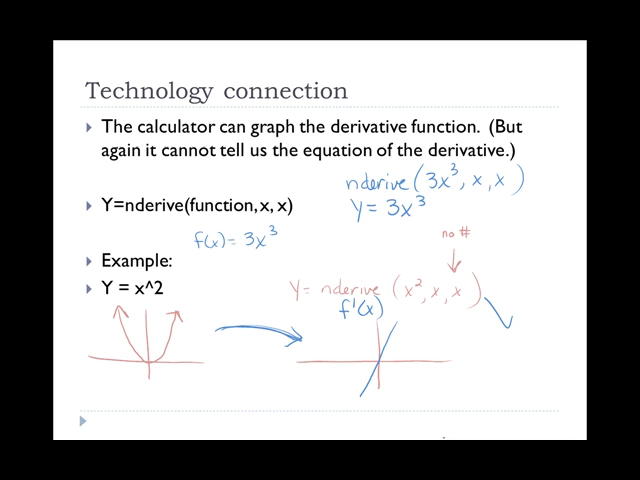 Technology connection
The calculator can graph the derivative function. (But
again it cannot tell us the equation of the derivative.)
nderive (3x³, x, x)
Y=nderive(function, x, x)
y = 3x³
f(x) = 3x³
no #
Example:
Y = x^2
Y= nderive (x², x, x)
f'(x)